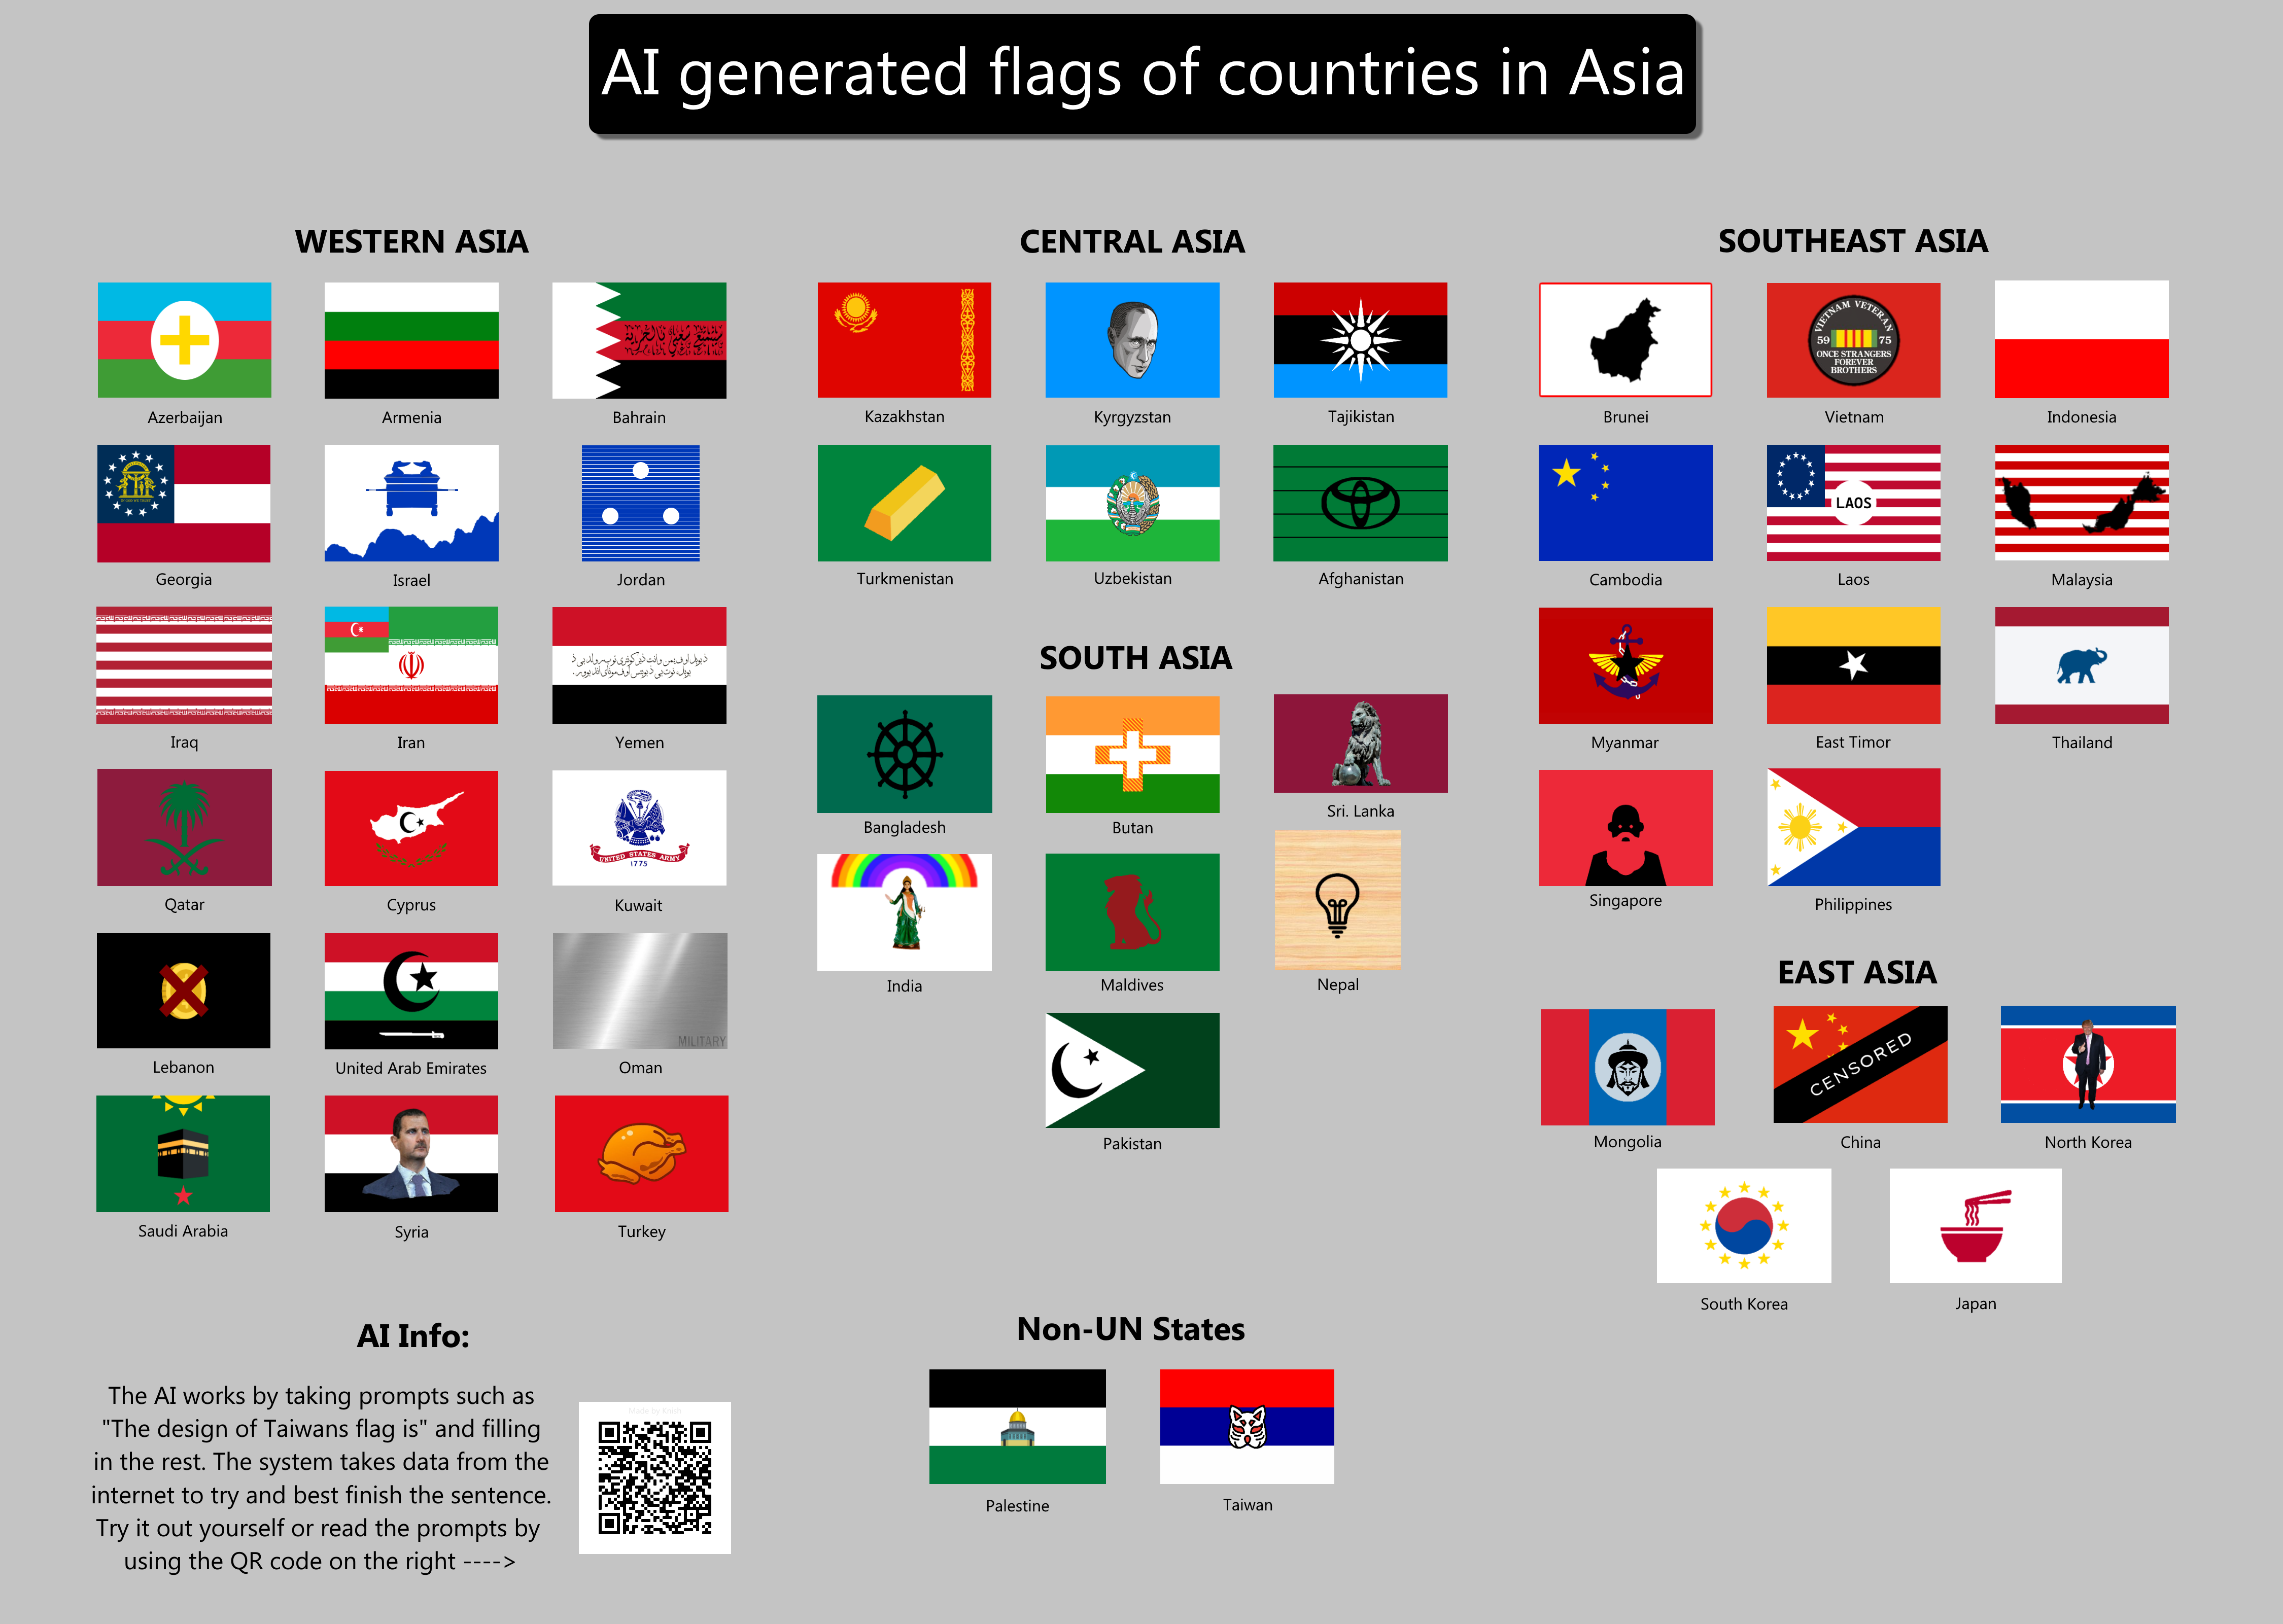 AI generated flags of countries in Asia
WESTERN ASIA
Azerbaijan
Armenia
Bahrain
Georgia
Israel
Jordan
Iraq
Iran
Yemen
Qatar
Cyprus
UNITED STATES ARMY
1775
Kuwait
Lebanon
United Arab Emirates
MILITARY
Oman
Saudi Arabia
Syria
Turkey
CENTRAL ASIA
Kazakhstan
Kyrgyzstan
Tajikistan
Turkmenistan
Uzbekistan
Afghanistan
SOUTH ASIA
Bangladesh
Butan
Sri. Lanka
India
Maldives
Nepal
Pakistan
SOUTHEAST ASIA
Brunei
VIETNAM VETERAN
59 75
ONCE STRANGERS
FOREVER
BROTHERS
Vietnam
Indonesia
Cambodia
LAOS
Laos
Malaysia
Myanmar
East Timor
Thailand
Singapore
Philippines
EAST ASIA
Mongolia
CENSORED
China
North Korea
South Korea
Japan
AI Info:
The AI works by taking prompts such as
"The design of Taiwans flag is" and filling
in the rest. The system takes data from the
internet to try and best finish the sentence.
Try it out yourself or read the prompts by
using the QR code on the right ---->
Non-UN States
Palestine
Taiwan